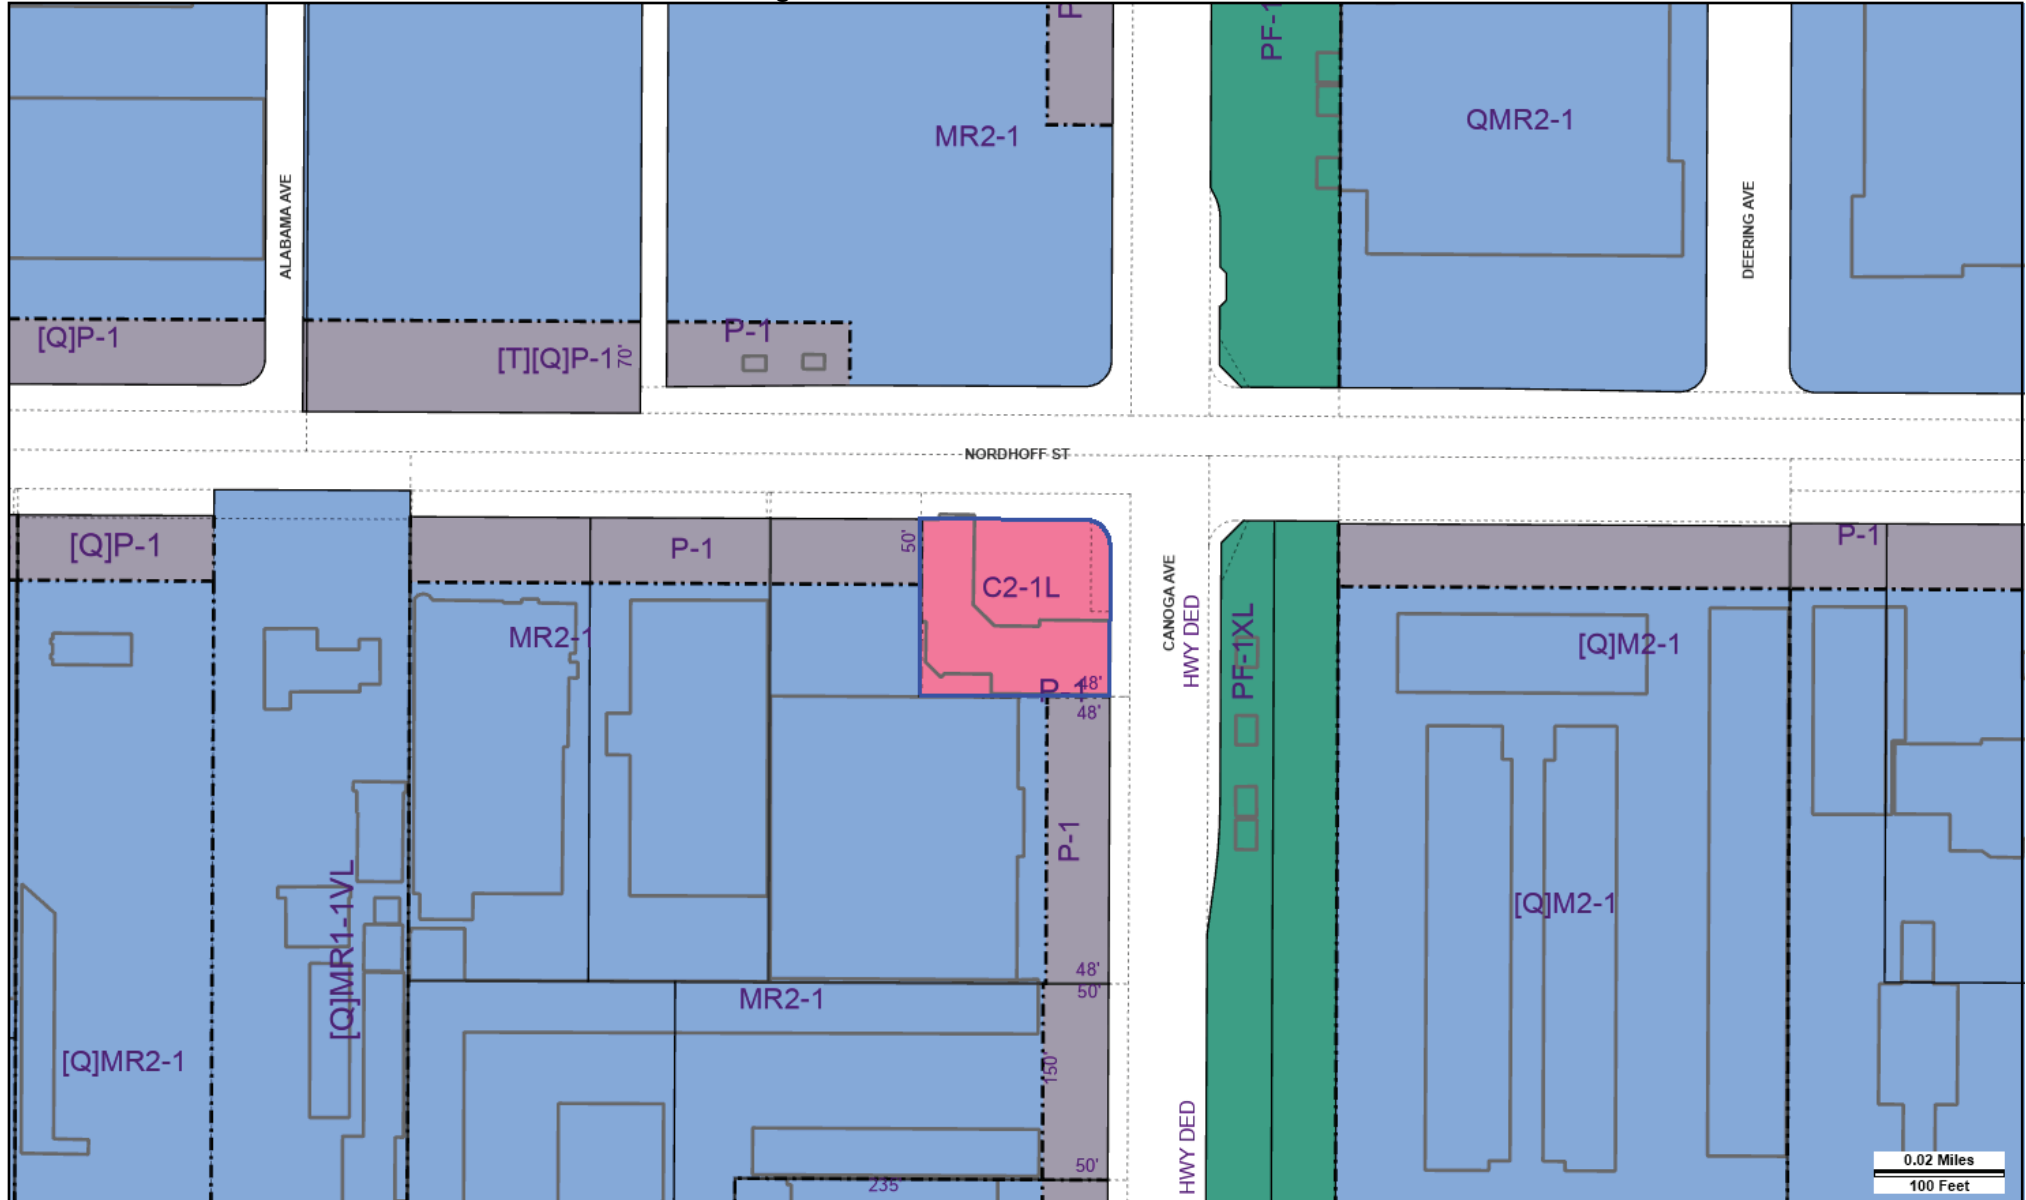 P
PF-1
MR2-1
QMR2-1
ALABAMA AVE
DEERING AVE
[Q]P-1
[T][Q]P-1
70'
P-1
NORDHOFF ST
[Q]P-1
P-1
50'
C2-1L
P-1
CANOGA AVE
HWY DED
PF-1XL
MR2-1
[Q]M2-1
P-1
48'
48'
P-1
[Q]MR1-1VL
[Q]M2-1
48'
50'
MR2-1
[Q]MR2-1
150'
HWY DED
50'
235'
0.02 Miles
100 Feet